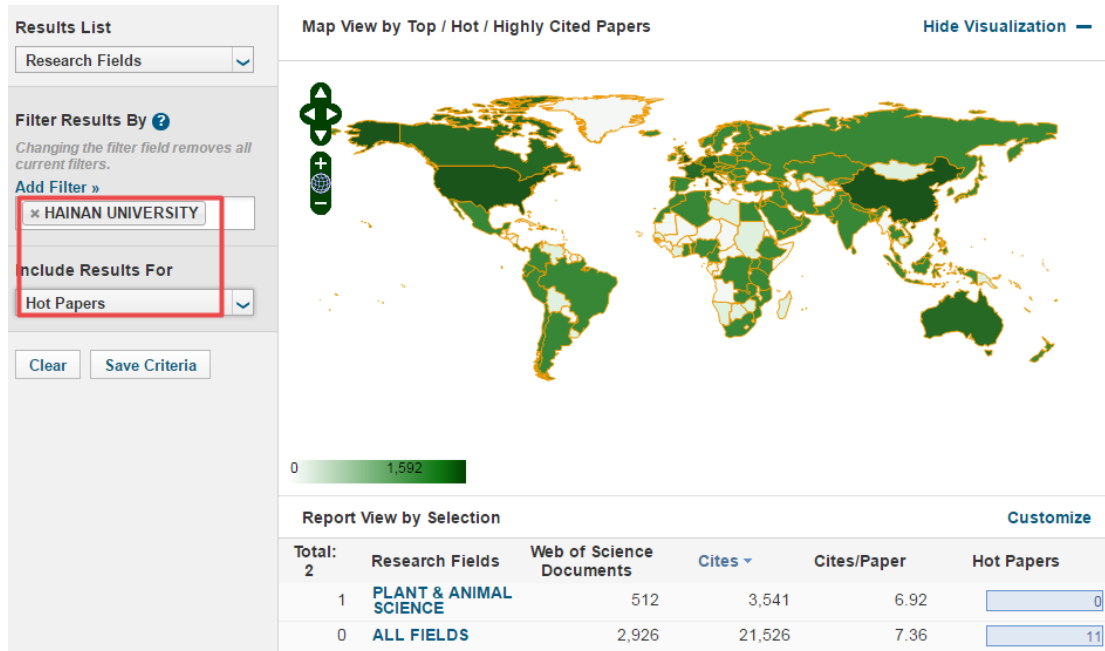 Results List
Research Fields
Filter Results By ?
Changing the filter field removes all
current filters.
Add Filter »
× HAINAN UNIVERSITY
Include Results For
Hot Papers
Clear
Save Criteria
Map View by Top / Hot / Highly Cited Papers
Hide Visualization
+
−
0 1,592
Report View by Selection
Customize
Total:
2
Research Fields
Web of Science
Documents
Cites
Cites/Paper
Hot Papers
1 PLANT & ANIMAL
SCIENCE 512 3,541 6.92 0
0 ALL FIELDS 2,926 21,526 7.36 11